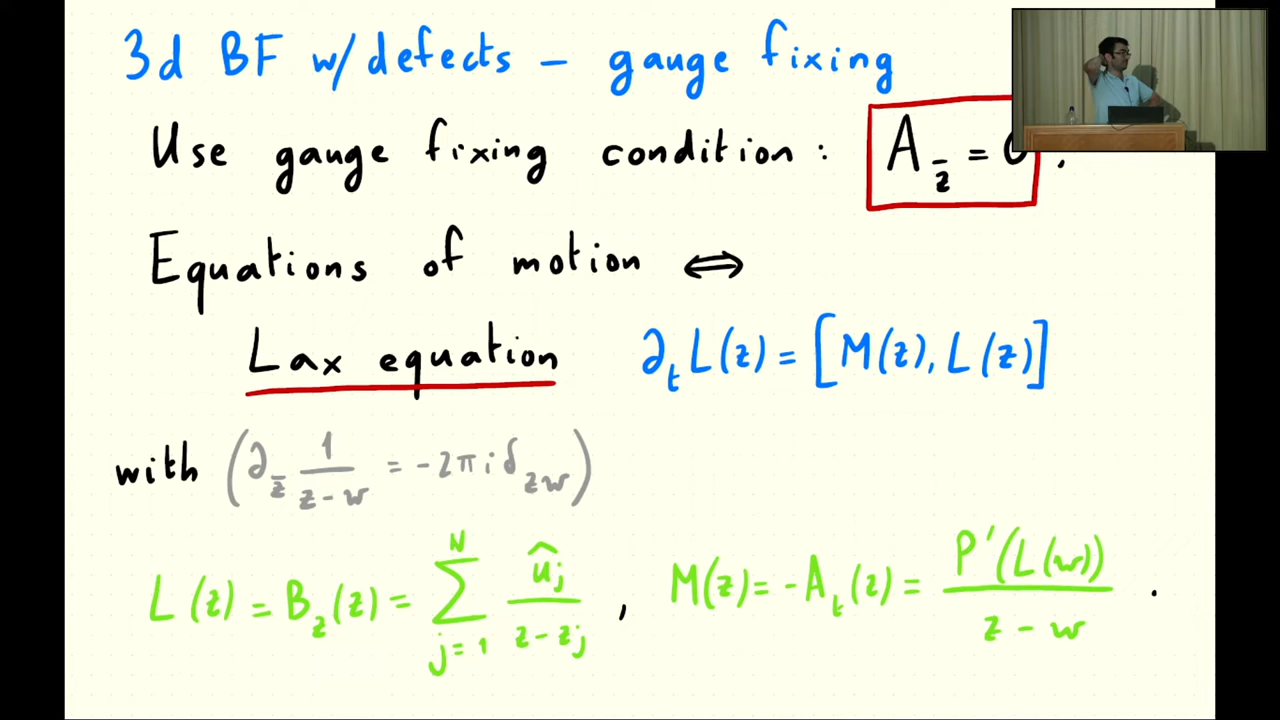 3d BF w/ defects – gauge fixing
Use gauge fixing condition : A_z̄ = 0 .
Equations of motion ⇔
Lax equation ∂_t L(z) = [M(z), L(z)]
with (∂_z̄ 1/(z−w) = −2πi δ_zw)
L(z) = B_z(z) = ∑_{j=1}^{N} û_j/(z−z_j) , M(z) = −A_t(z) = P'(L(w))/(z−w) .